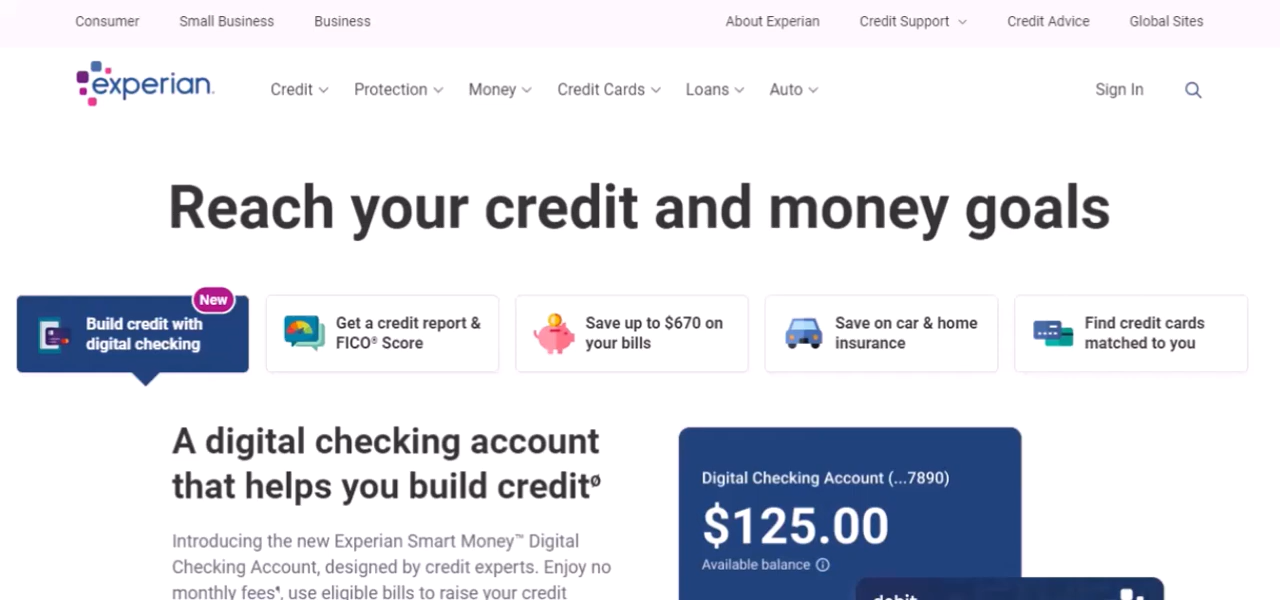 Consumer Small Business Business About Experian Credit Support Credit Advice Global Sites
experian. Credit Protection Money Credit Cards Loans Auto Sign In
Reach your credit and money goals
New
Build credit with
digital checking
Get a credit report &
FICO® Score
Save up to $670 on
your bills
Save on car & home
insurance
Find credit cards
matched to you
A digital checking account
that helps you build creditø
Introducing the new Experian Smart Money™ Digital
Checking Account, designed by credit experts. Enjoy no
monthly fees¶, use eligible bills to raise your credit
Digital Checking Account (...7890)
$125.00
Available balance
debit